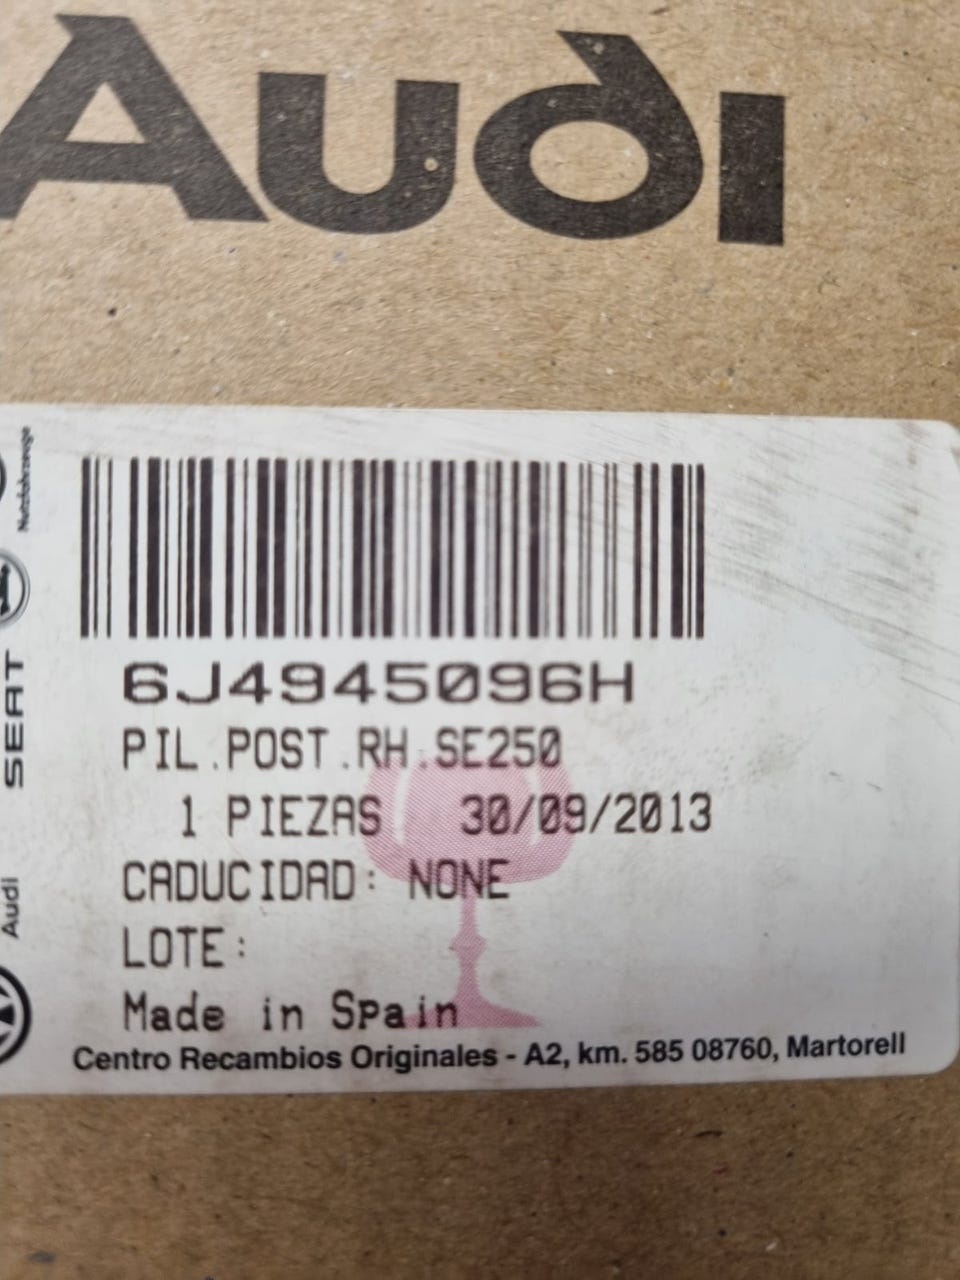 Audi
6J4945096H
PIL.POST.RH.SE250
1 PIEZAS 30/09/2013
CADUCIDAD: NONE
LOTE:
Made in Spain
Centro Recambios Originales - A2, km. 585 08760, Martorell
Nutzfahrzeuge
SEAT
Audi